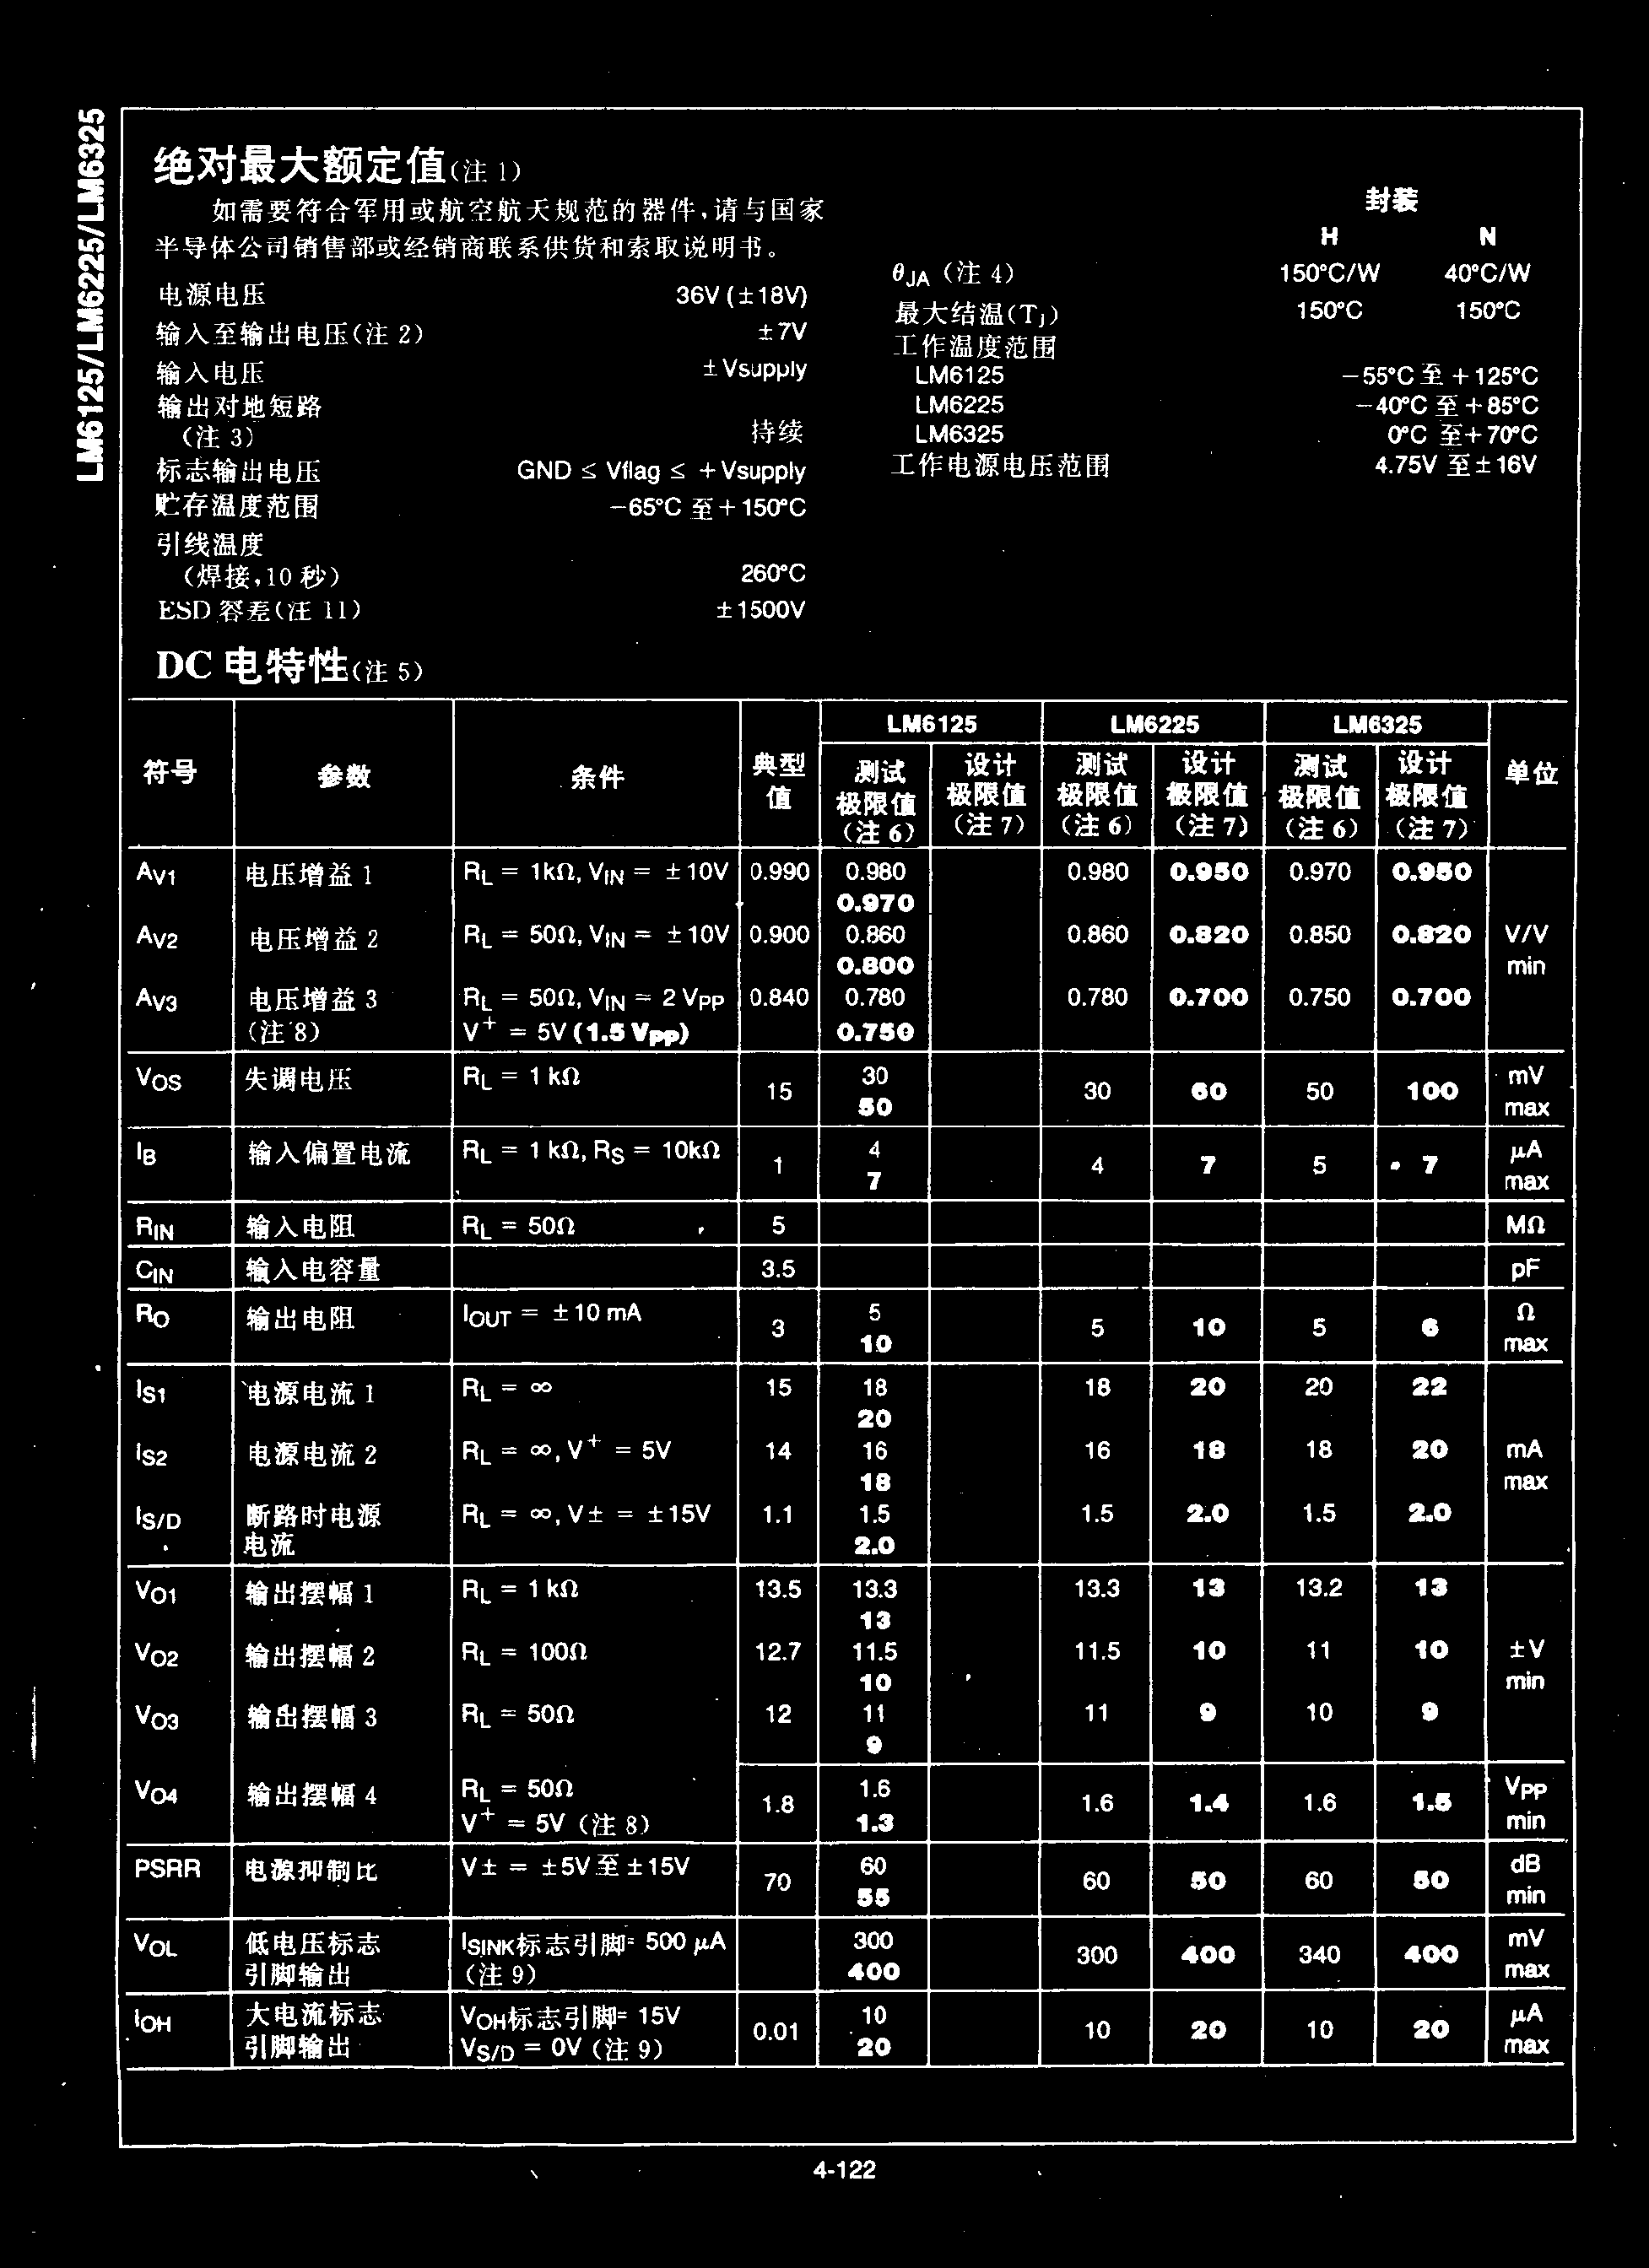 LM6125/LM6225/LM6325
绝对最大额定值(注 1)
如需要符合军用或航空航天规范的器件,请与国家
半导体公司销售部或经销商联系供货和索取说明书。
电源电压 36V (±18V)
输入至输出电压(注 2) ±7V
输入电压 ±Vsupply
输出对地短路
(注 3) 持续
标志输出电压 GND ≤ Vflag ≤ +Vsupply
贮存温度范围 −65°C 至+150°C
引线温度
(焊接,10 秒) 260°C
ESD 容差(注 11) ±1500V
封装
H N
θJA (注 4) 150°C/W 40°C/W
最大结温(TJ) 150°C 150°C
工作温度范围
LM6125 −55°C 至 +125°C
LM6225 −40°C 至 +85°C
LM6325 0°C 至+70°C
工作电源电压范围 4.75V 至±16V
DC 电特性(注 5)
符号 参数 条件 典型值 LM6125 LM6225 LM6325 单位
测试极限值(注 6) 设计极限值(注 7) 测试极限值(注 6) 设计极限值(注 7) 测试极限值(注 6) 设计极限值(注 7)
AV1 电压增益 1 RL = 1kΩ, VIN = ±10V 0.990 0.980 0.980 0.950 0.970 0.950
0.970
AV2 电压增益 2 RL = 50Ω, VIN = ±10V 0.900 0.860 0.860 0.820 0.850 0.820 V/V
0.800 min
AV3 电压增益 3 RL = 50Ω, VIN = 2 VPP 0.840 0.780 0.780 0.700 0.750 0.700
(注 8) V+ = 5V (1.5 VPP) 0.750
VOS 失调电压 RL = 1 kΩ 15 30 30 60 50 100 mV
50 max
IB 输入偏置电流 RL = 1 kΩ, RS = 10kΩ 1 4 4 7 5 7 μA
7 max
RIN 输入电阻 RL = 50Ω 5 MΩ
CIN 输入电容量 3.5 pF
RO 输出电阻 IOUT = ±10 mA 3 5 5 10 5 6 Ω
10 max
IS1 电源电流 1 RL = ∞ 15 18 18 20 20 22
20
IS2 电源电流 2 RL = ∞, V+ = 5V 14 16 16 18 18 20 mA
18 max
IS/D 断路时电源 RL = ∞, V± = ±15V 1.1 1.5 1.5 2.0 1.5 2.0
电流 2.0
VO1 输出摆幅 1 RL = 1 kΩ 13.5 13.3 13.3 13 13.2 13
13
VO2 输出摆幅 2 RL = 100Ω 12.7 11.5 11.5 10 11 10 ±V
10 min
VO3 输出摆幅 3 RL = 50Ω 12 11 11 9 10 9
9
VO4 输出摆幅 4 RL = 50Ω 1.8 1.6 1.6 1.4 1.6 1.5 VPP
V+ = 5V (注 8) 1.3 min
PSRR 电源抑制比 V± = ±5V 至 ±15V 70 60 60 50 60 50 dB
55 min
VOL 低电压标志 ISINK标志引脚= 500 μA 300 300 400 340 400 mV
引脚输出 (注 9) 400 max
IOH 大电流标志 VOH标志引脚= 15V 0.01 10 10 20 10 20 μA
引脚输出 VS/D = 0V (注 9) 20 max
4-122